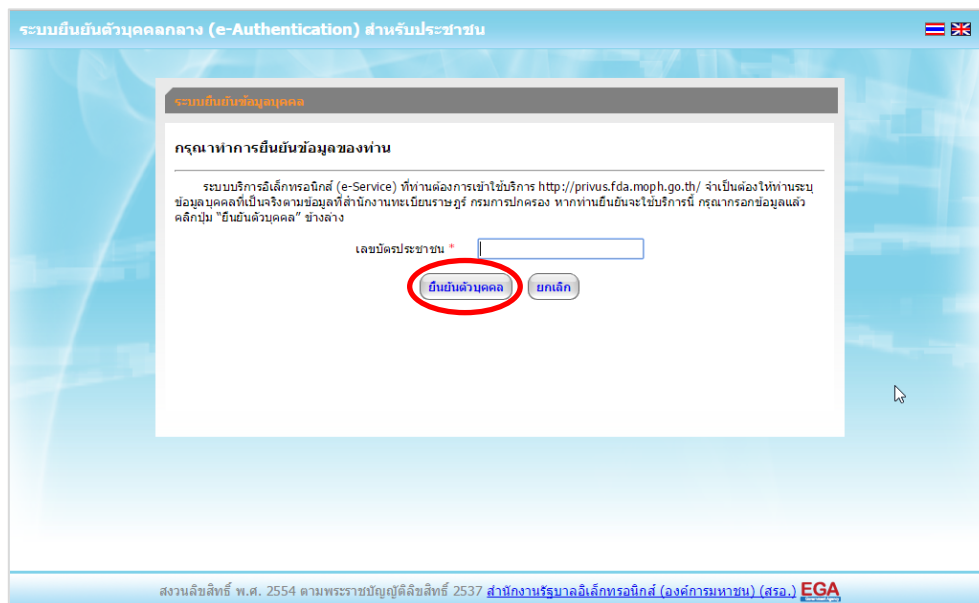 ระบบยืนยันตัวบุคคลกลาง (e-Authentication) สำหรับประชาชน
ระบบยืนยันข้อมูลบุคคล
กรุณาทำการยืนยันข้อมูลของท่าน
ระบบบริการอิเล็กทรอนิกส์ (e-Service) ที่ท่านต้องการเข้าใช้บริการ http://privus.fda.moph.go.th/ จำเป็นต้องให้ท่านระบุ
ข้อมูลบุคคลที่เป็นจริงตามข้อมูลที่สำนักงานทะเบียนราษฎร์ กรมการปกครอง หากท่านยืนยันจะใช้บริการนี้ กรุณากรอกข้อมูลแล้ว
คลิกปุ่ม "ยืนยันตัวบุคคล" ข้างล่าง
เลขบัตรประชาชน *
ยืนยันตัวบุคคล ยกเลิก
สงวนลิขสิทธิ์ พ.ศ. 2554 ตามพระราชบัญญัติลิขสิทธิ์ 2537 สำนักงานรัฐบาลอิเล็กทรอนิกส์ (องค์การมหาชน) (สรอ.) EGA